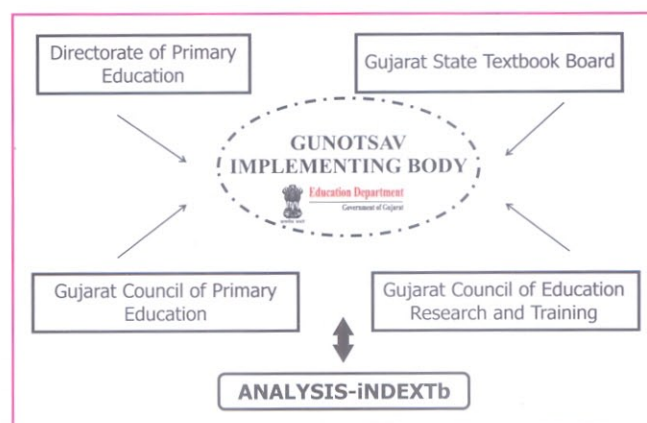 Directorate of Primary
Education
Gujarat State Textbook Board
GUNOTSAV
IMPLEMENTING BODY
Education Department
Government of Gujarat
Gujarat Council of Primary
Education
Gujarat Council of Education
Research and Training
ANALYSIS-iNDEXTb